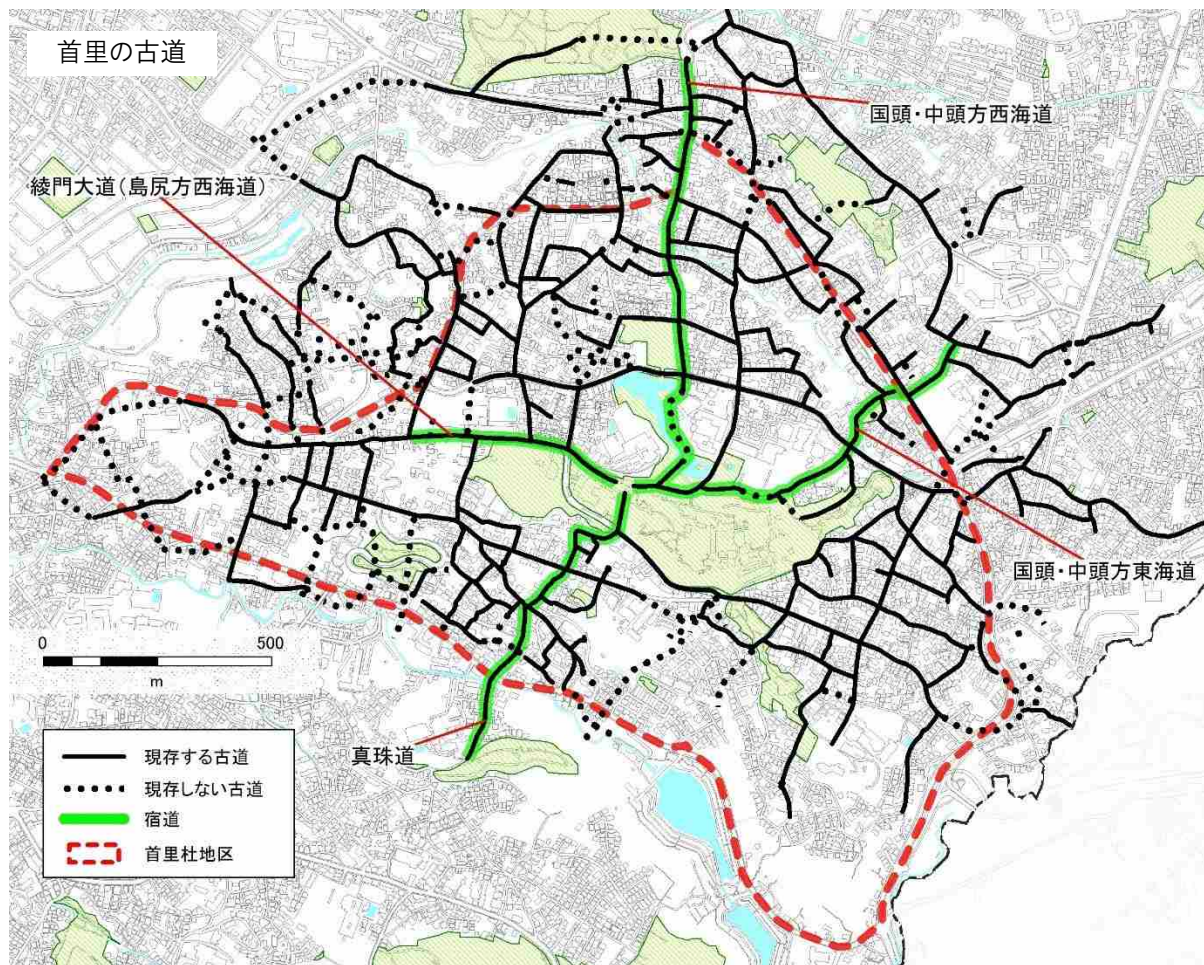 首里の古道
国頭・中頭方西海道
綾門大道(島尻方西海道)
国頭・中頭方東海道
0 500
m
真珠道
現存する古道
現存しない古道
宿道
首里杜地区